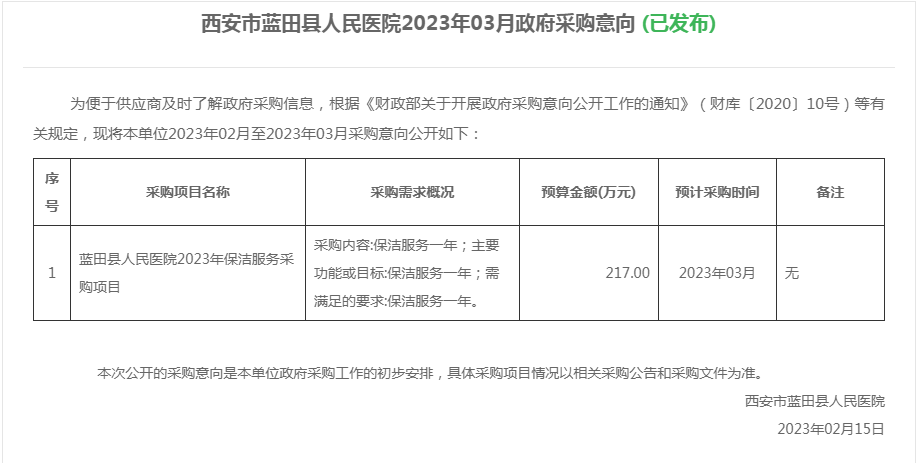 西安市蓝田县人民医院2023年03月政府采购意向 (已发布)
为便于供应商及时了解政府采购信息，根据《财政部关于开展政府采购意向公开工作的通知》（财库〔2020〕10号）等有
关规定，现将本单位2023年02月至2023年03月采购意向公开如下：
序号 采购项目名称 采购需求概况 预算金额(万元) 预计采购时间 备注
1 蓝田县人民医院2023年保洁服务采
购项目
采购内容:保洁服务一年；主要
功能或目标:保洁服务一年；需
满足的要求:保洁服务一年。
217.00 2023年03月 无
本次公开的采购意向是本单位政府采购工作的初步安排，具体采购项目情况以相关采购公告和采购文件为准。
西安市蓝田县人民医院
2023年02月15日